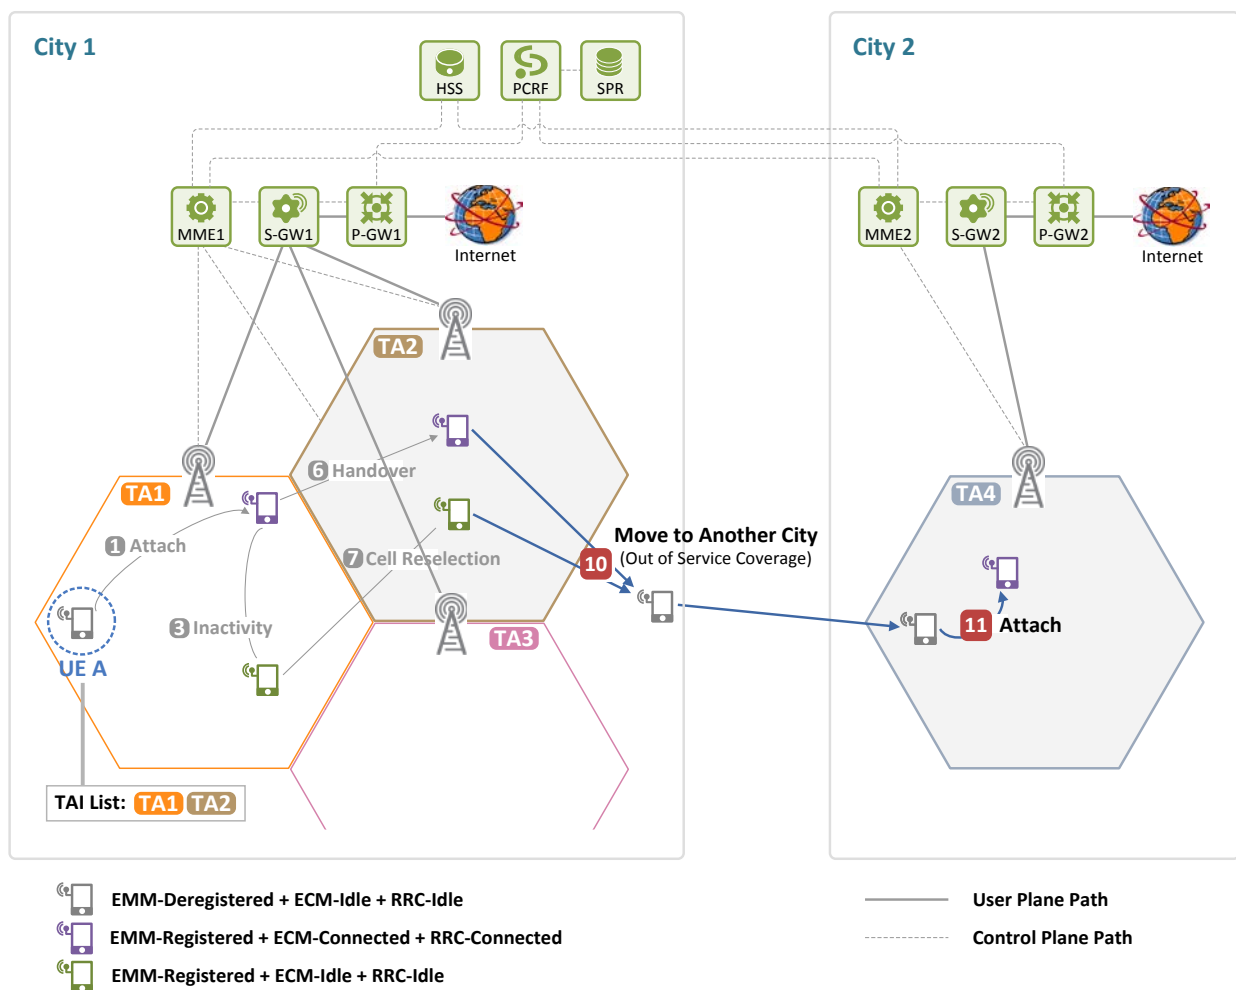 City 1
City 2
HSS
PCRF
SPR
MME1
S-GW1
P-GW1
Internet
MME2
S-GW2
P-GW2
Internet
TA2
6 Handover
TA1
TA4
1 Attach
7 Cell Reselection
Move to Another City
10
(Out of Service Coverage)
3 Inactivity
TA3
11 Attach
UE A
TAI List: TA1 TA2
EMM-Deregistered + ECM-Idle + RRC-Idle
User Plane Path
EMM-Registered + ECM-Connected + RRC-Connected
Control Plane Path
EMM-Registered + ECM-Idle + RRC-Idle